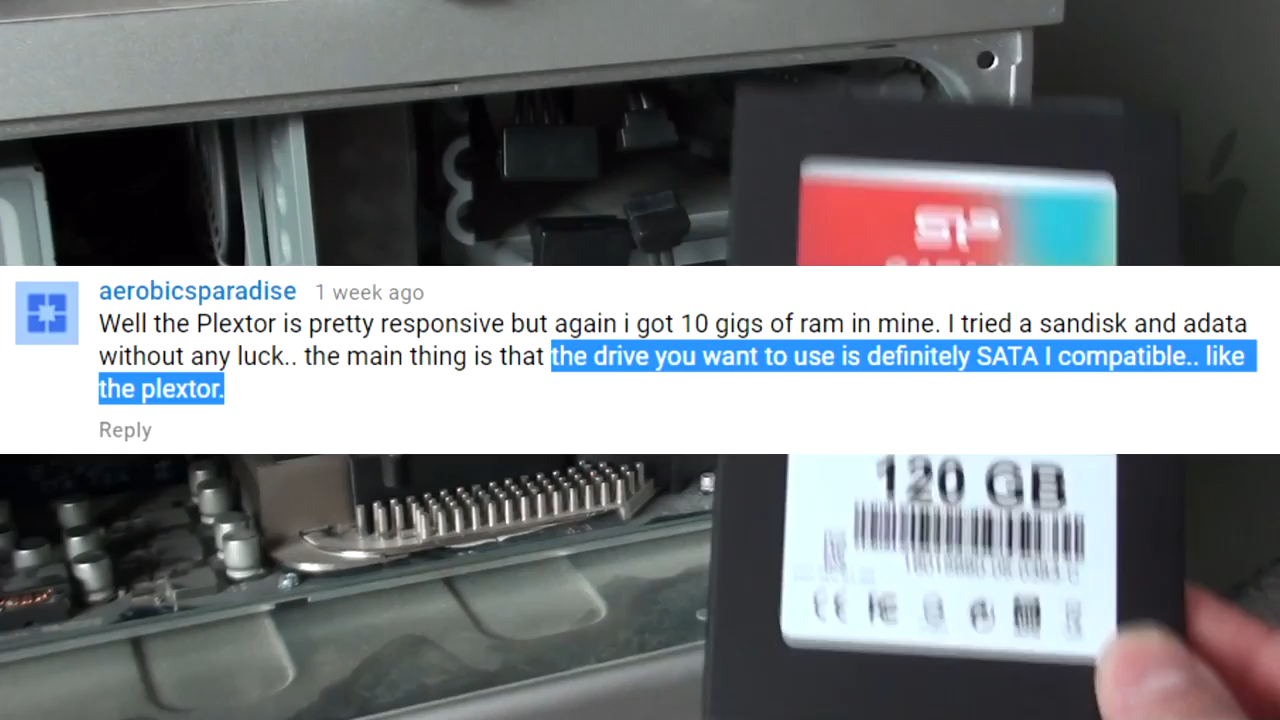 SP
aerobicsparadise 1 week ago
Well the Plextor is pretty responsive but again i got 10 gigs of ram in mine. I tried a sandisk and adata
without any luck.. the main thing is that the drive you want to use is definitely SATA I compatible.. like
the plextor.
Reply
120 GB